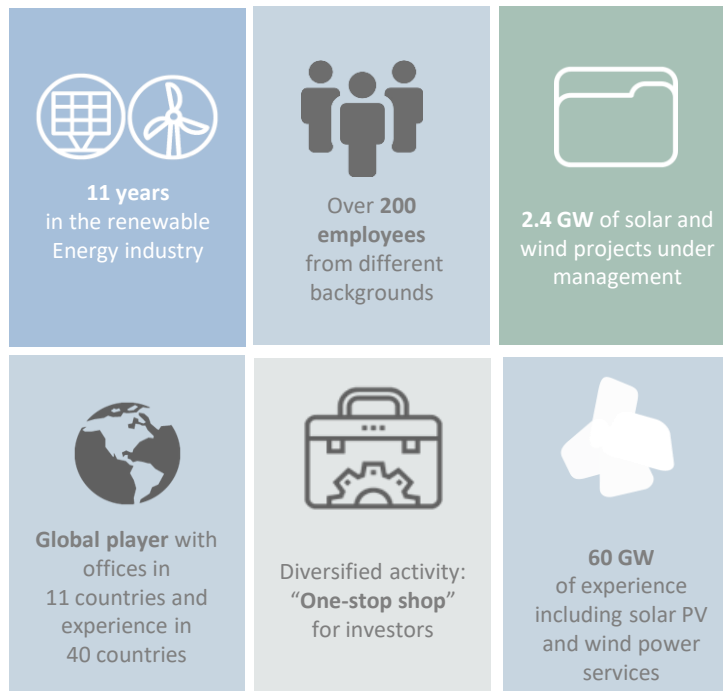 11 years
in the renewable
Energy industry
Over 200
employees
from different
backgrounds
2.4 GW of solar and
wind projects under
management
Global player with
offices in
11 countries and
experience in
40 countries
Diversified activity:
“One-stop shop”
for investors
60 GW
of experience
including solar PV
and wind power
services